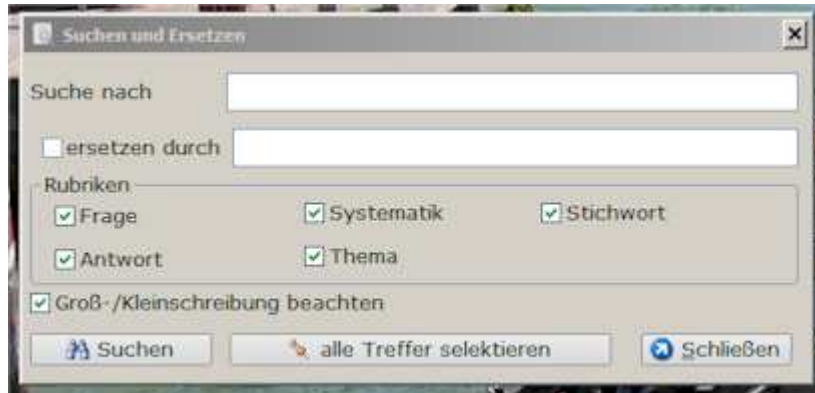 Suchen und Ersetzen
Suche nach
ersetzen durch
Rubriken
Frage Systematik Stichwort
Antwort Thema
Groß-/Kleinschreibung beachten
Suchen alle Treffer selektieren Schließen